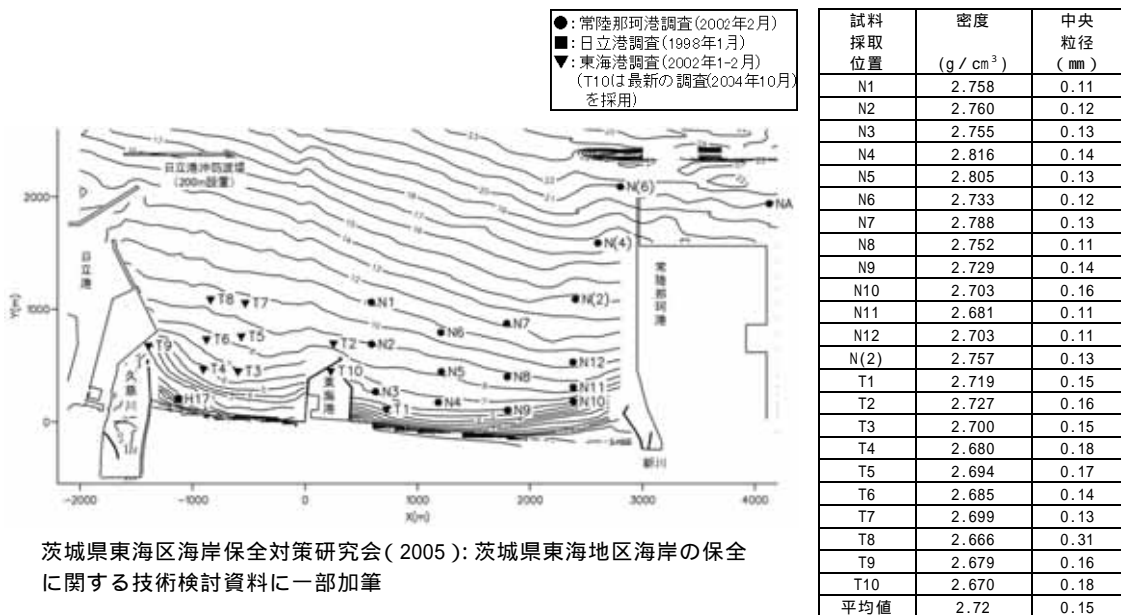 ●:常陸那珂港調査(2002年2月)
■:日立港調査(1998年1月)
▼:東海港調査(2002年1-2月)
(T10は最新の調査(2004年10月)
を採用)
日立港沖防波堤
(200m設置)
日立港
常陸那珂港
東海港
久慈川
新川
N(6)
NA
N(4)
N(2)
T8
T7
N1
N7
T6
T5
N6
T9
T2
N2
N12
T4
T3
T10
N5
N8
N11
H17
N3
T1
N4
N9
N10
2000
1000
0
Y(m)
-2000
-1000
0
1000
2000
3000
4000
X(m)
茨城県東海区海岸保全対策研究会(2005):茨城県東海地区海岸の保全
に関する技術検討資料に一部加筆
試料採取位置 密度(g/cm³) 中央粒径(mm)
N1 2.758 0.11
N2 2.760 0.12
N3 2.755 0.13
N4 2.816 0.14
N5 2.805 0.13
N6 2.733 0.12
N7 2.788 0.13
N8 2.752 0.11
N9 2.729 0.14
N10 2.703 0.16
N11 2.681 0.11
N12 2.703 0.11
N(2) 2.757 0.13
T1 2.719 0.15
T2 2.727 0.16
T3 2.700 0.15
T4 2.680 0.18
T5 2.694 0.17
T6 2.685 0.14
T7 2.699 0.13
T8 2.666 0.31
T9 2.679 0.16
T10 2.670 0.18
平均値 2.72 0.15